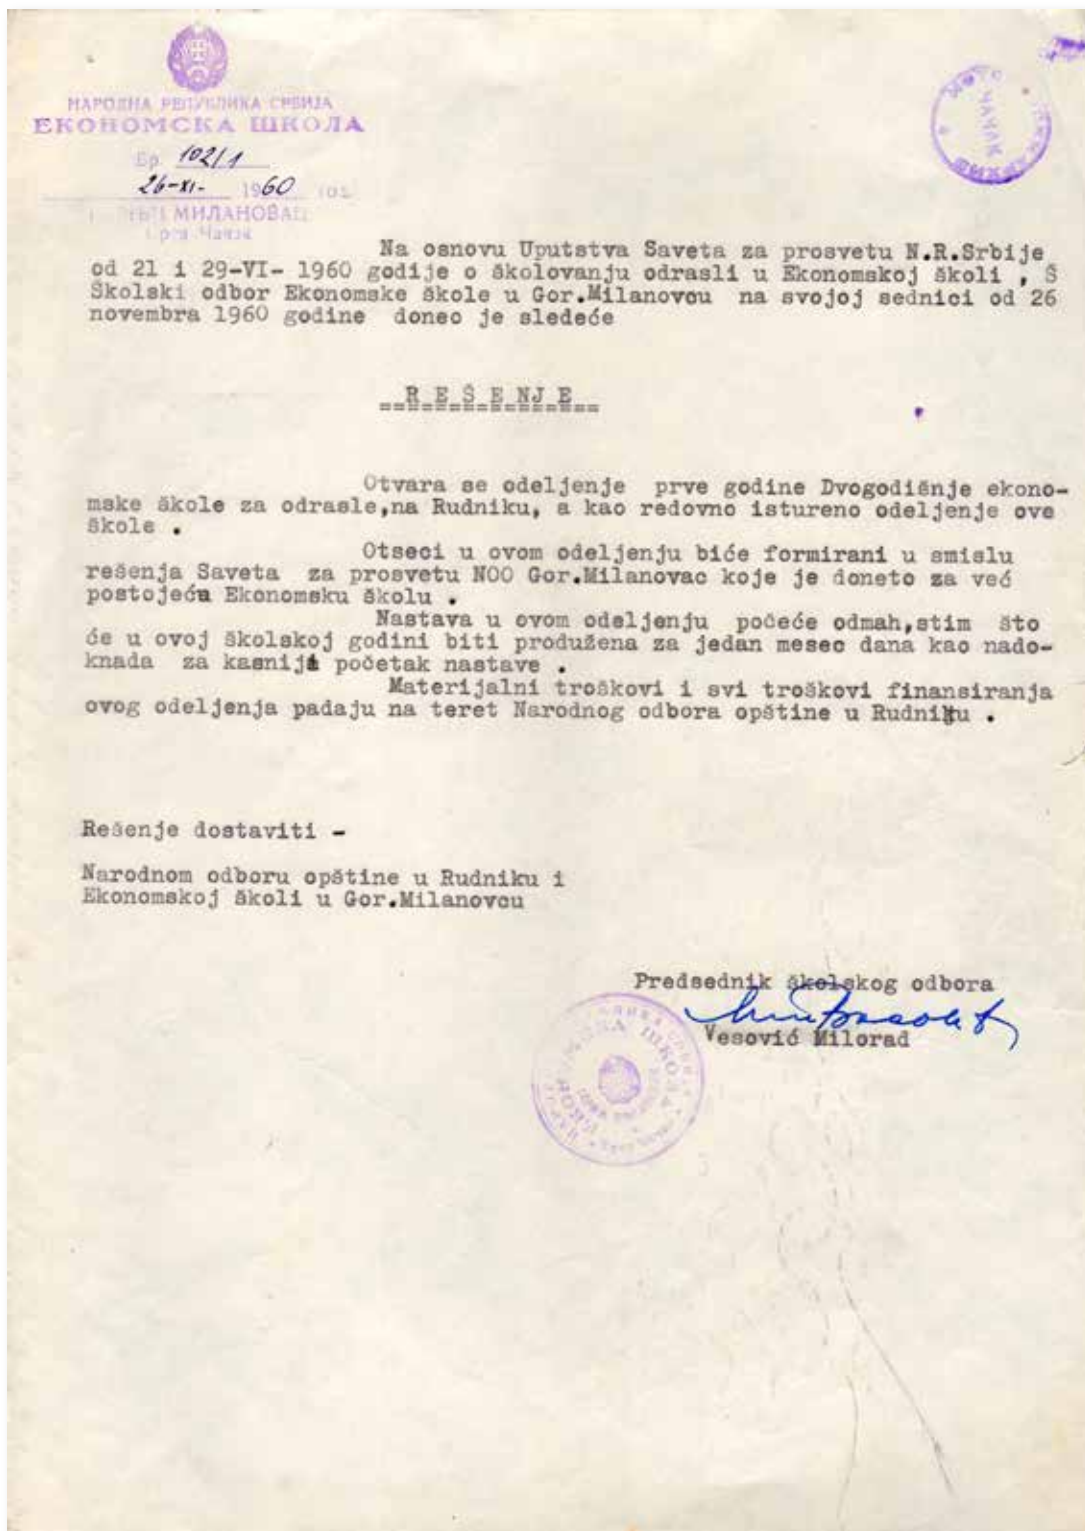 НАРОДНА РЕПУБЛИКА СРБИЈА
ЕКОНОМСКА ШКОЛА
Бр. 102/1
26-XI- 1960 год.
МИЛАНОВАЦ
Чачак
ЧАЧАК
Na osnovu Uputstva Saveta za prosvetu N.R.Srbije
od 21 i 29-VI- 1960 godije o školovanju odrasli u Ekonomskoj školi , Š
Školski odbor Ekonomske škole u Gor.Milanovcu na svojoj sednici od 26
novembra 1960 godine doneo je sledeće
R E Š E NJ E
Otvara se odeljenje prve godine Dvogodišnje ekono-
mske škole za odrasle,na Rudniku, a kao redovno istureno odeljenje ove
škole .
Otseci u ovom odeljenju biće formirani u smislu
rešenja Saveta za prosvetu NOO Gor.Milanovac koje je doneto za već
postojeću Ekonomsku školu .
Nastava u ovom odeljenju počeće odmah,stim što
će u ovoj školskoj godini biti produžena za jedan mesec dana kao nado-
knada za kasniji početak nastave .
Materijalni troškovi i svi troškovi finansiranja
ovog odeljenja padaju na teret Narodnog odbora opštine u Rudniku .
Rešenje dostaviti -
Narodnom odboru opštine u Rudniku i
Ekonomskoj školi u Gor.Milanovcu
Predsednik školskog odbora
Vesović Milorad
ШКОЛА